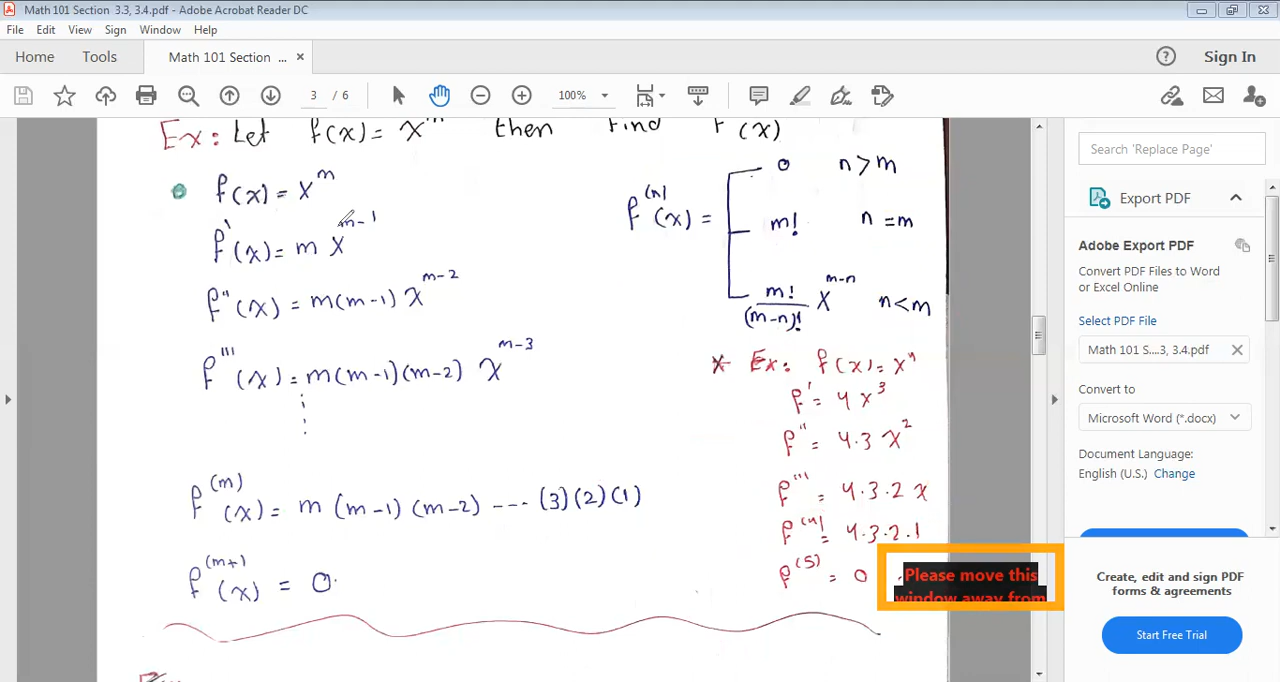 Math 101 Section 3.3, 3.4.pdf - Adobe Acrobat Reader DC
File Edit View Sign Window Help
Home Tools Math 101 Section ... × Sign In
3 / 6 100%
Ex: Let f(x) = x^m then Find f^(n)(x)
f(x) = x^m
f'(x) = m x^{m-1}
f''(x) = m(m-1) x^{m-2}
f'''(x) = m(m-1)(m-2) x^{m-3}
⋮
f^{(m)}(x) = m (m-1) (m-2) ---- (3)(2)(1)
f^{(m+1)}(x) = 0.
f^{(n)}(x) =
0 n > m
m! n = m
m!/(m-n)! x^{m-n} n < m
* Ex: f(x) = x^4
f' = 4 x^3
f'' = 4.3 x^2
f''' = 4.3.2 x
f^{(4)} = 4.3.2.1
f^{(5)} = 0
Please move this
window away from
Search 'Replace Page'
Export PDF
Adobe Export PDF
Convert PDF Files to Word
or Excel Online
Select PDF File
Math 101 S....3, 3.4.pdf ×
Convert to
Microsoft Word (*.docx)
Document Language:
English (U.S.) Change
Create, edit and sign PDF
forms & agreements
Start Free Trial